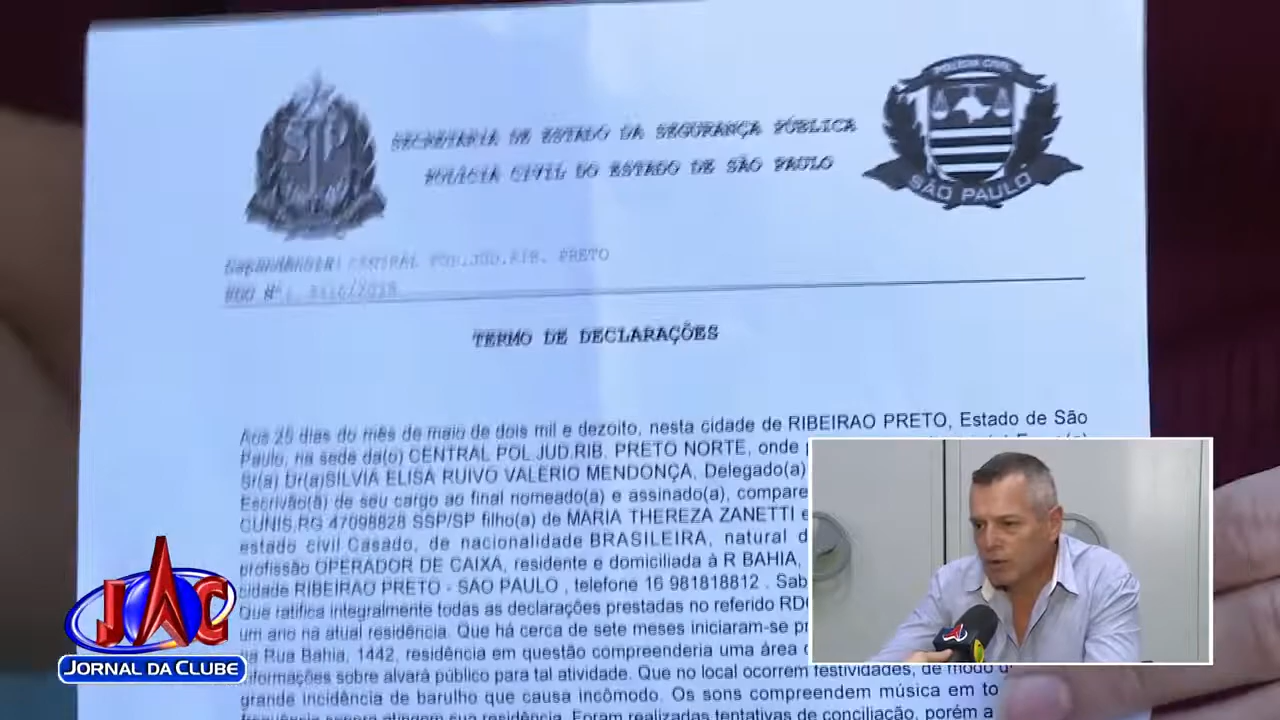 POLÍCIA CIVIL
S P
SECRETARIA DE ESTADO DA SEGURANÇA PÚBLICA
POLÍCIA CIVIL DO ESTADO DE SÃO PAULO
SÃO PAULO
CENTRAL POL.JUD.RIB. PRETO
TERMO DE DECLARAÇÕES
Aos 25 dias do mês de maio de dois mil e dezoito, nesta cidade de RIBEIRAO PRETO, Estado de São
Paulo, na sede da(o) CENTRAL POL.JUD.RIB. PRETO NORTE, onde
Sr(a) Dr(a)SILVIA ELISA RUIVO VALERIO MENDONÇA, Delegado(a)
Escrivão(ã) de seu cargo ao final nomeado(a) e assinado(a), compare
CUNIS,RG 47098828 SSP/SP filho(a) de MARIA THEREZA ZANETTI e
estado civil Casado, de nacionalidade BRASILEIRA, natural d
profissão OPERADOR DE CAIXA, residente e domiciliada à R BAHIA,
cidade RIBEIRÃO PRETO - SÃO PAULO , telefone 16 981818812 . Sab
Que ratifica integralmente todas as declarações prestadas no referido RDO
um ano na atual residência. Que há cerca de sete meses iniciaram-se pr
na Rua Bahia, 1442, residência em questão compreenderia uma área
informações sobre alvará público para tal atividade. Que no local ocorrem festividades, de modo
grande incidência de barulho que causa incômodo. Os sons compreendem música em to
sua residência. Foram realizadas tentativas de conciliação, porém a
JAC
JORNAL DA CLUBE